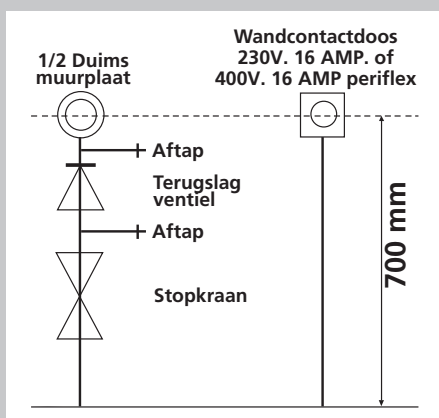 1/2 Duims
muurplaat
Wandcontactdoos
230V. 16 AMP. of
400V. 16 AMP periflex
Aftap
Terugslag
ventiel
Aftap
Stopkraan
700 mm